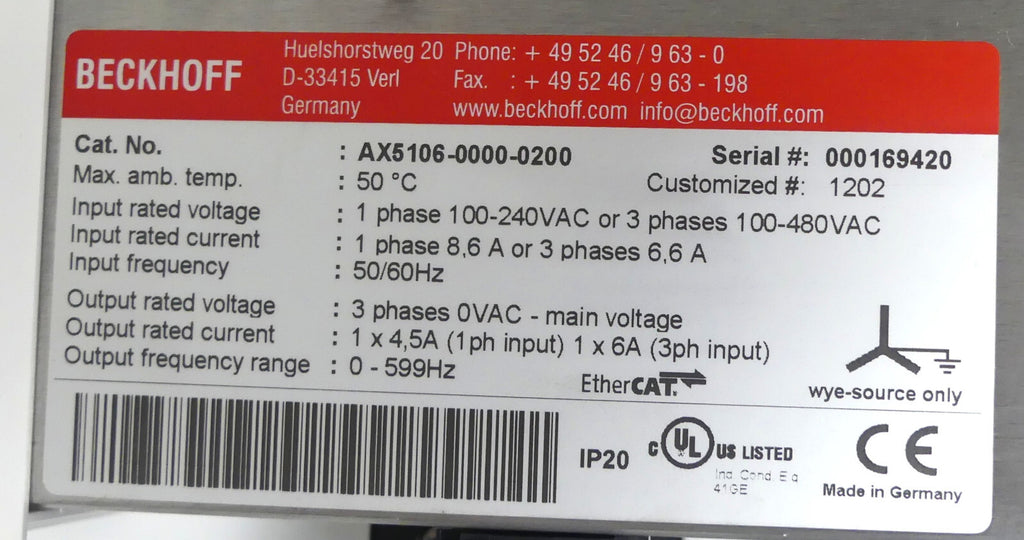 BECKHOFF
Huelshorstweg 20 Phone: + 49 52 46 / 9 63 - 0
D-33415 Verl Fax. : + 49 52 46 / 9 63 - 198
Germany www.beckhoff.com info@beckhoff.com
Cat. No. : AX5106-0000-0200 Serial #: 000169420
Max. amb. temp. : 50 °C Customized #: 1202
Input rated voltage : 1 phase 100-240VAC or 3 phases 100-480VAC
Input rated current : 1 phase 8,6 A or 3 phases 6,6 A
Input frequency : 50/60Hz
Output rated voltage : 3 phases 0VAC - main voltage
Output rated current : 1 x 4,5A (1ph input) 1 x 6A (3ph input)
Output frequency range : 0 - 599Hz
EtherCAT.
wye-source only
IP20
C UL US LISTED
Ind. Cond. Eq
41GE
CE
Made in Germany